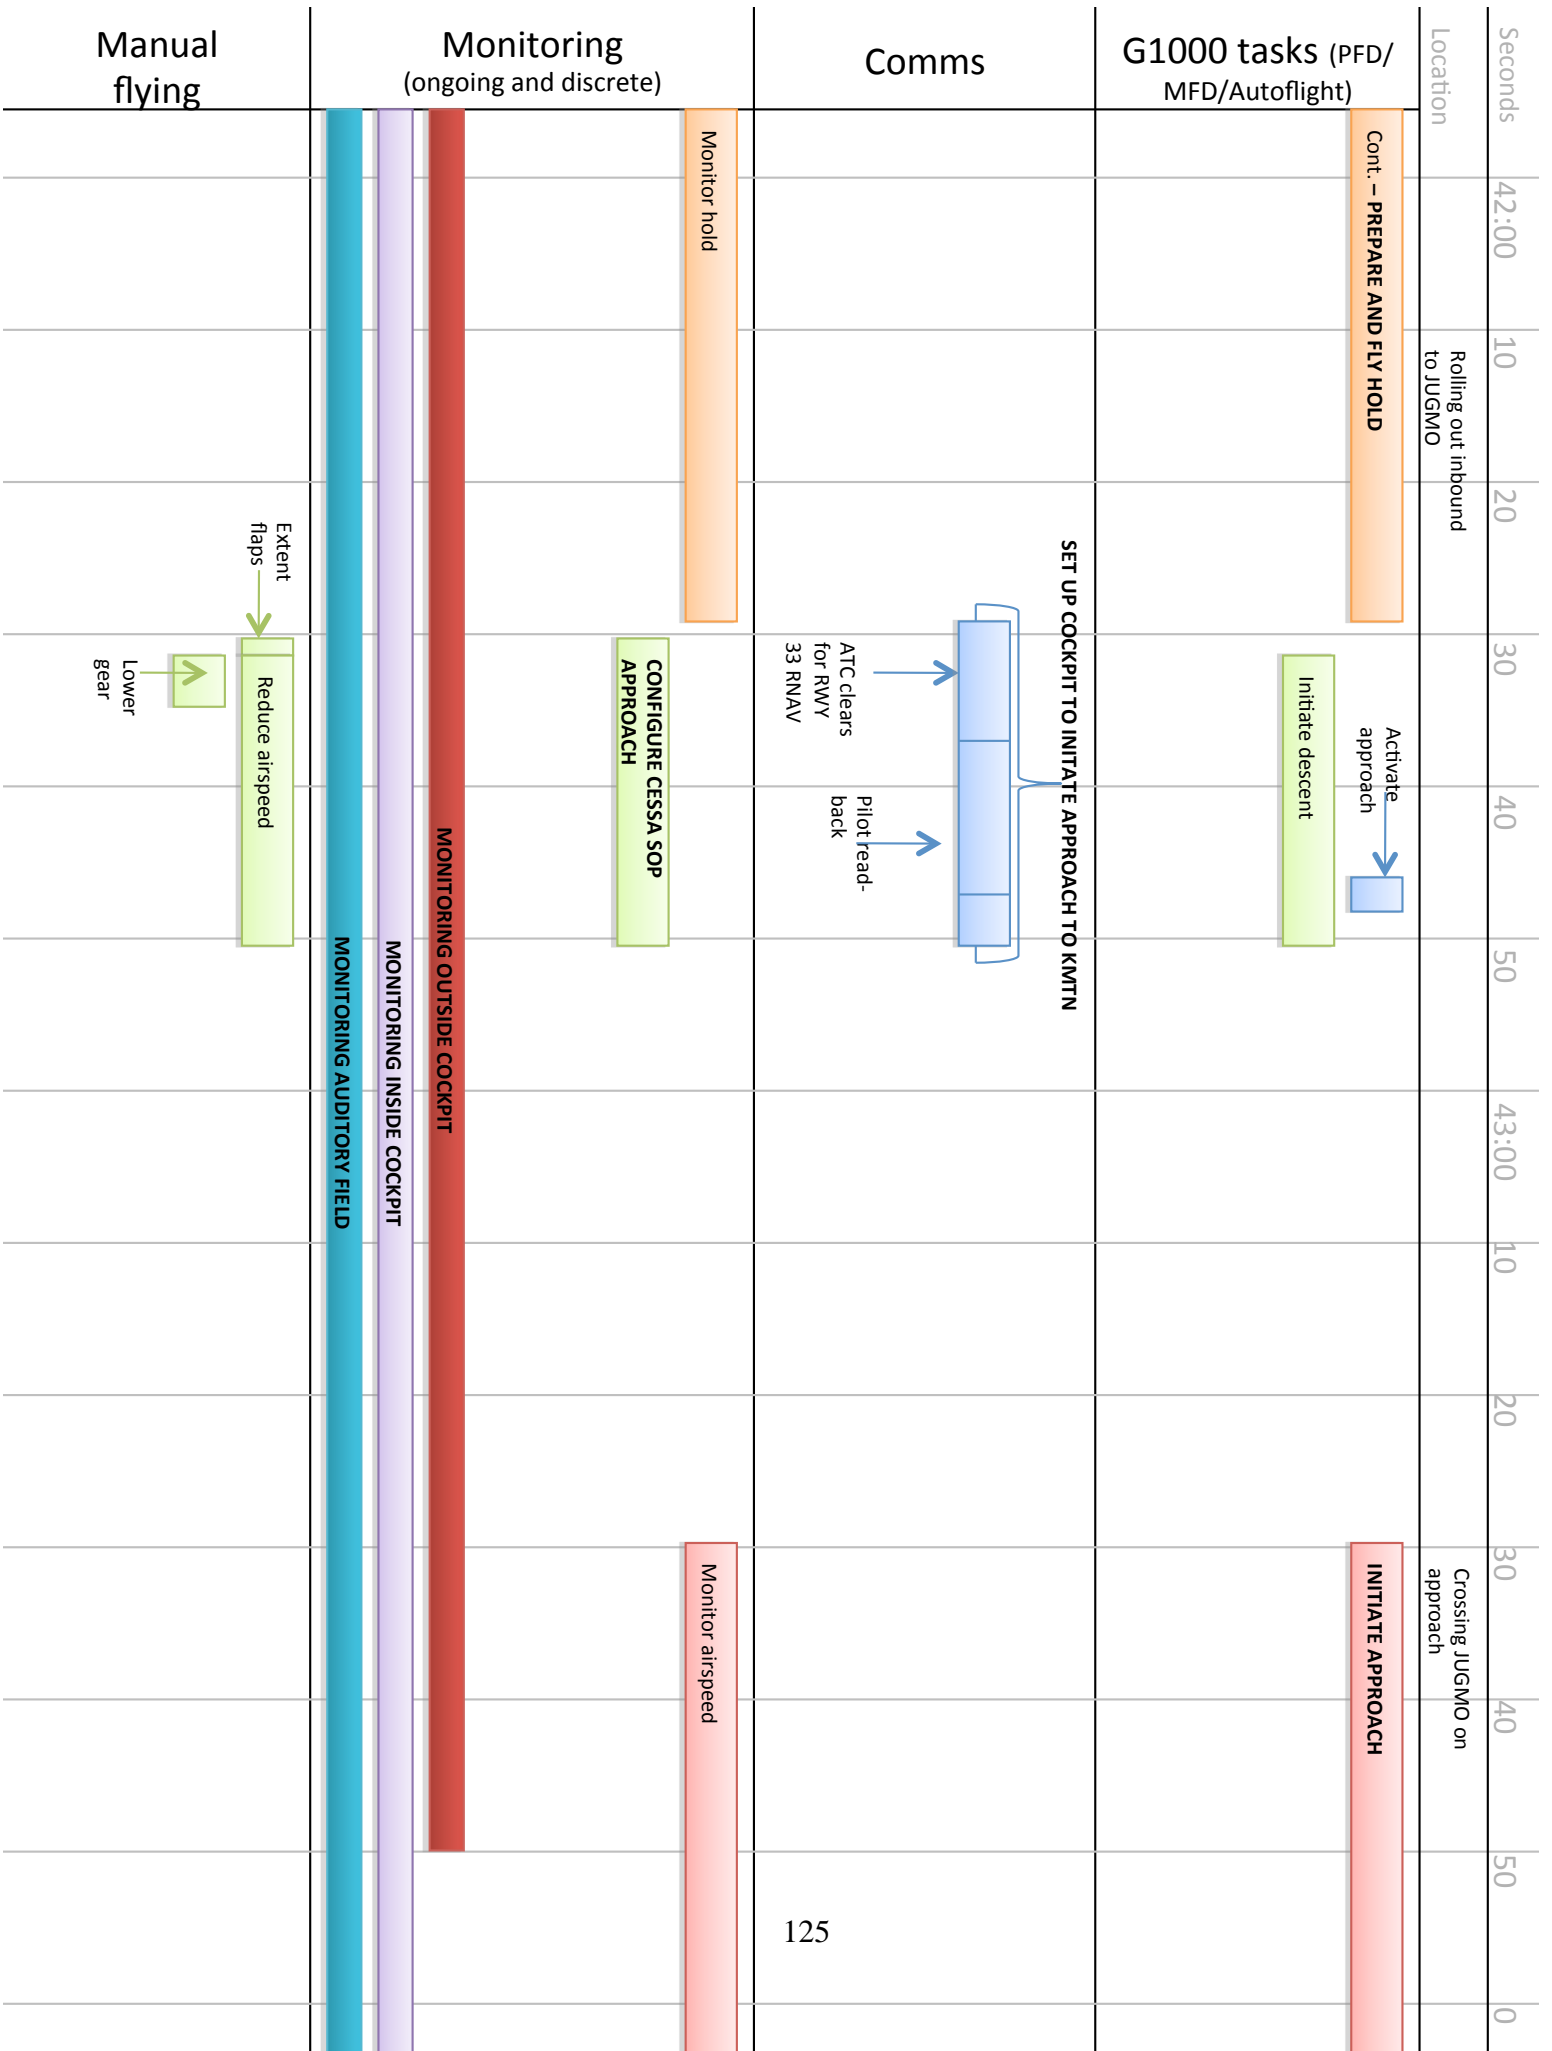 Seconds
42:00
10
20
30
40
50
43:00
10
20
30
40
50
0
Location
Rolling out inbound
to JUGMO
Crossing JUGMO on
approach
G1000 tasks (PFD/
MFD/Autoflight)
Cont. – PREPARE AND FLY HOLD
Activate
approach
INITIATE APPROACH
Initiate descent
Comms
SET UP COCKPIT TO INITATE APPROACH TO KMTN
ATC clears
for RWY
33 RNAV
Pilot read-
back
Monitoring
(ongoing and discrete)
Monitor hold
Monitor airspeed
CONFIGURE CESSA SOP
APPROACH
MONITORING OUTSIDE COCKPIT
MONITORING INSIDE COCKPIT
MONITORING AUDITORY FIELD
Manual
flying
Extent
flaps
Reduce airspeed
Lower
gear
125